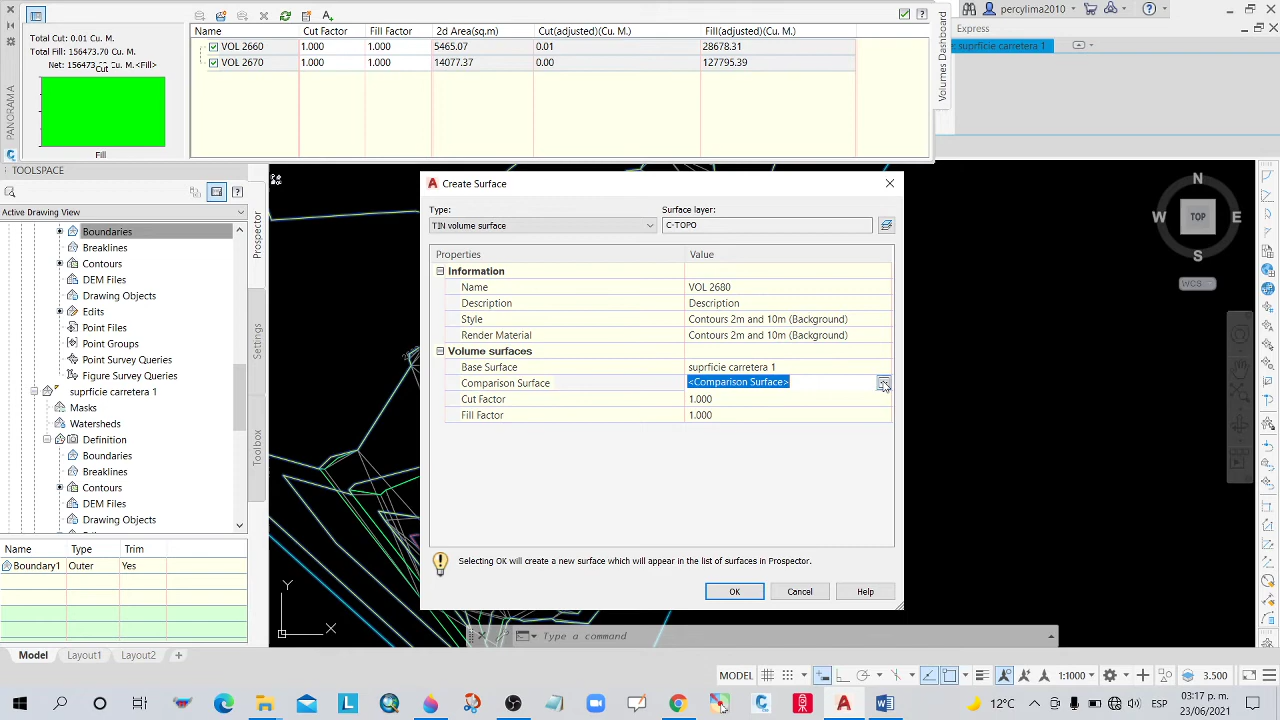 Total Cut: 0.01 Cu. M.
Total Fill: 156473.70 Cu. M.
Net: 156473.70 Cu. M.<Fill>
Cut
Fill
PANORAMA
Name Cut Factor Fill Factor 2d Area(sq.m) Cut(adjusted)(Cu. M.) Fill(adjusted)(Cu. M.)
VOL 2660 1.000 1.000 5465.07 0.01 28678.31
VOL 2670 1.000 1.000 14077.37 0.00 127795.39
Volumes Dashboard
percylima2010
Express
suprficie carretera 1
TOOLSPACE
Active Drawing View
Boundaries
Breaklines
Contours
DEM Files
Drawing Objects
Edits
Point Files
Point Groups
Point Survey Queries
Figure Survey Queries
suprficie carretera 1
Masks
Watersheds
Definition
Boundaries
Breaklines
Contours
DEM Files
Drawing Objects
Prospector
Settings
Toolbox
Name Type Trim
Boundary1 Outer Yes
Create Surface
Type: Surface layer:
TIN volume surface C-TOPO
Properties Value
Information
Name VOL 2680
Description Description
Style Contours 2m and 10m (Background)
Render Material Contours 2m and 10m (Background)
Volume surfaces
Base Surface suprficie carretera 1
Comparison Surface <Comparison Surface>
Cut Factor 1.000
Fill Factor 1.000
Selecting OK will create a new surface which will appear in the list of surfaces in Prospector.
OK Cancel Help
N
W TOP E
S
WCS
Y
X
Type a command
Model Layout1 Layout2 +
MODEL 1:1000 3.500
12°C ESP 03:17 p. m.
23/06/2021